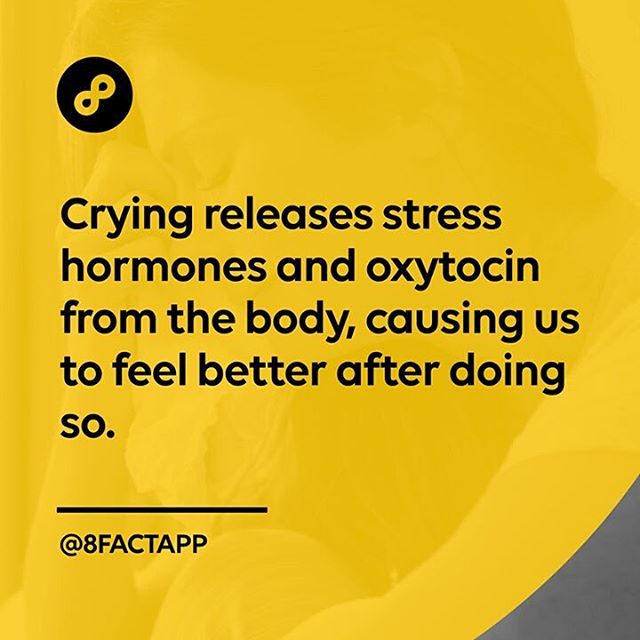 Crying releases stress
hormones and oxytocin
from the body, causing us
to feel better after doing
so.
@8FACTAPP